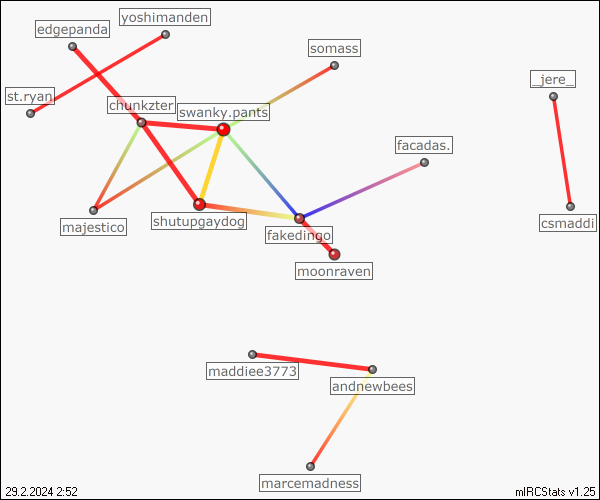 yoshimanden
edgepanda
somass
_jere_
st.ryan
chunkzter
swanky.pants
facadas.
majestico
shutupgaydog
csmaddi
fakedingo
moonraven
maddiee3773
andnewbees
marcemadness
29.2.2024 2:52
mIRCStats v1.25